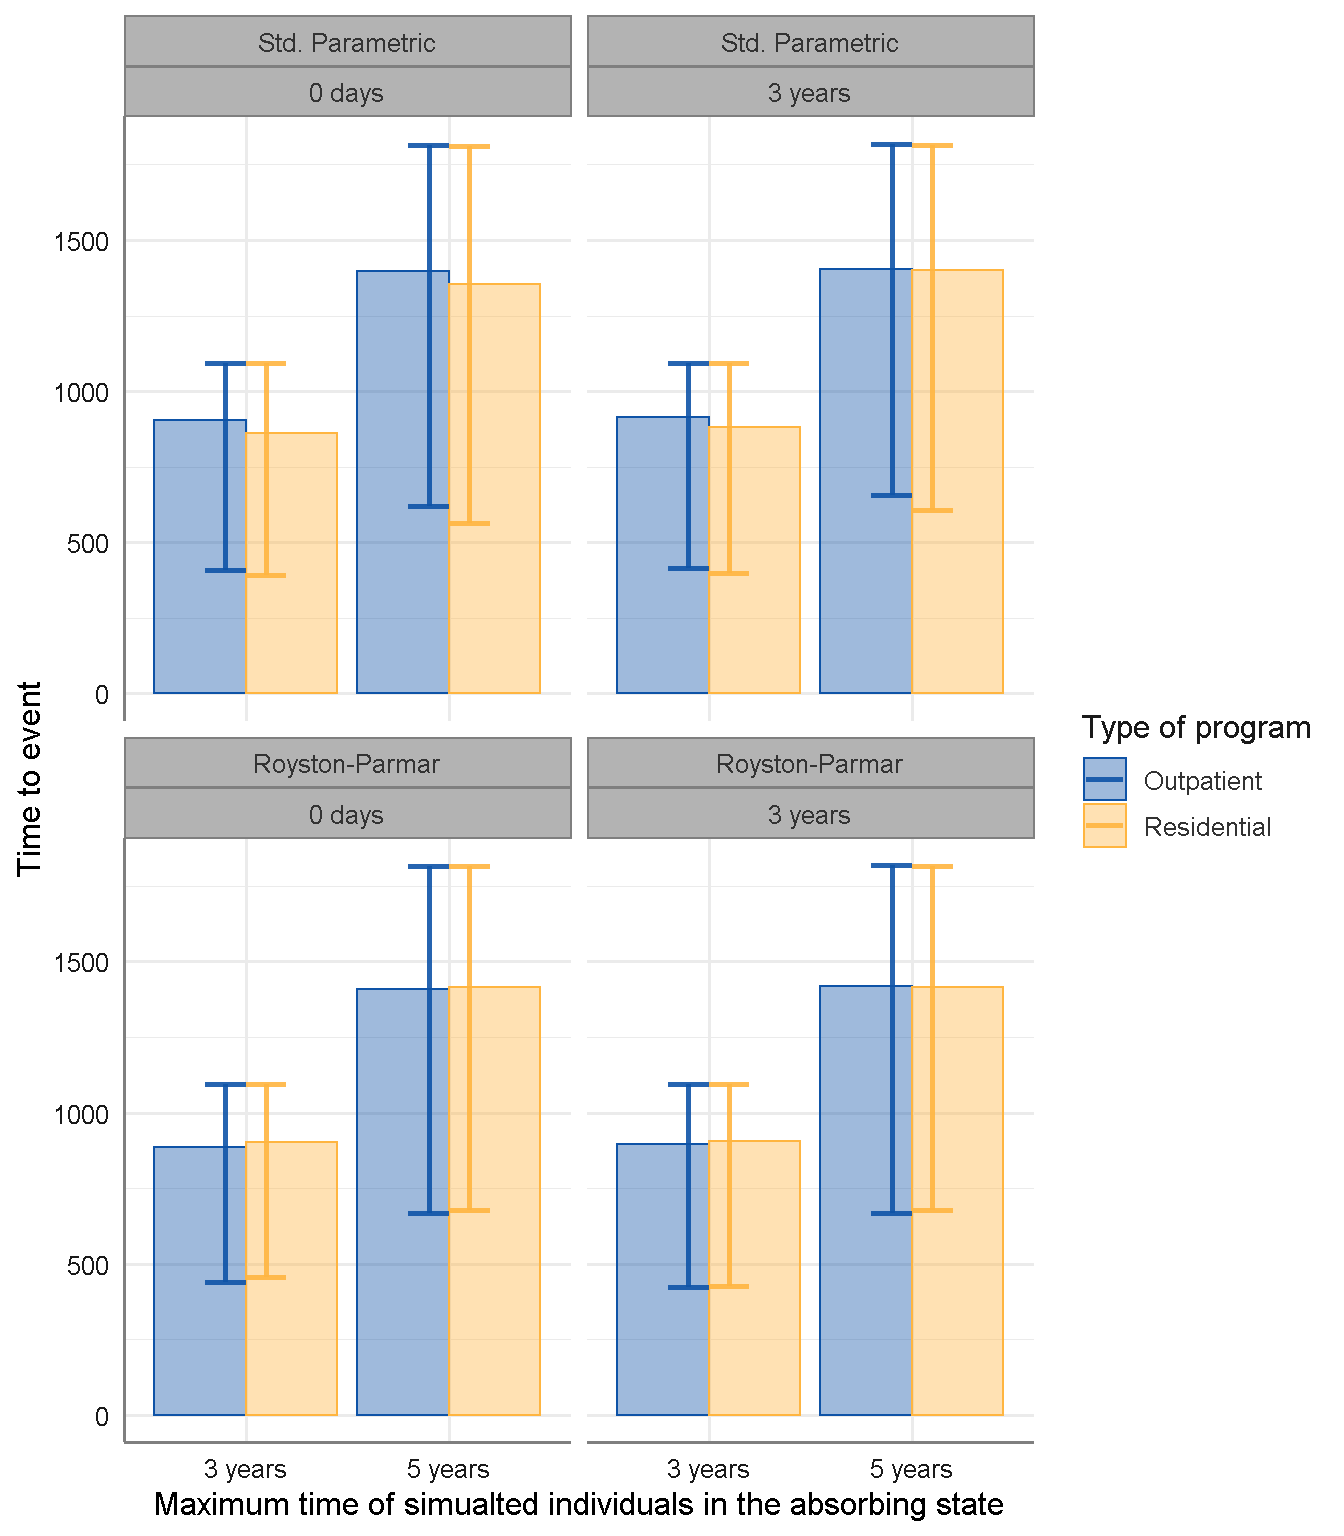 Std. Parametric
Std. Parametric
0 days
3 years
1500
1000
500
0
Time to event
Royston-Parmar
Royston-Parmar
0 days
3 years
1500
1000
500
0
3 years
5 years
3 years
5 years
Maximum time of simualted individuals in the absorbing state
Type of program
Outpatient
Residential